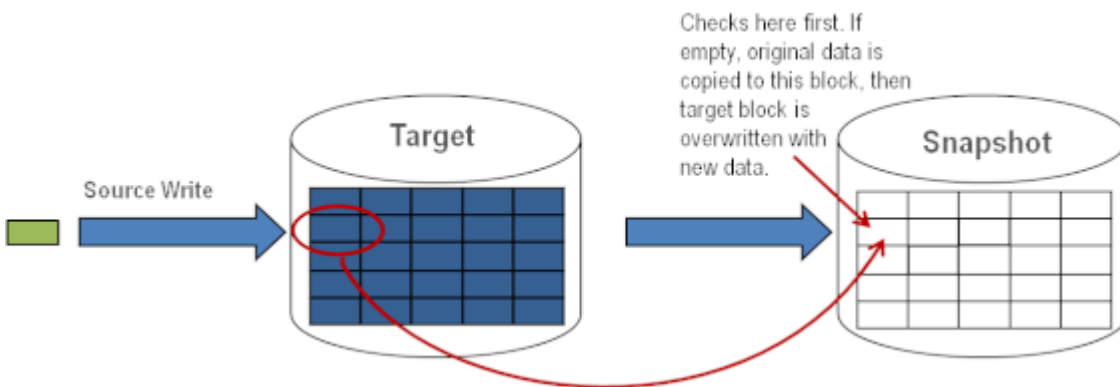 Checks here first. If
empty, original data is
copied to this block, then
target block is
overwritten with
new data.
Target
Snapshot
Source Write